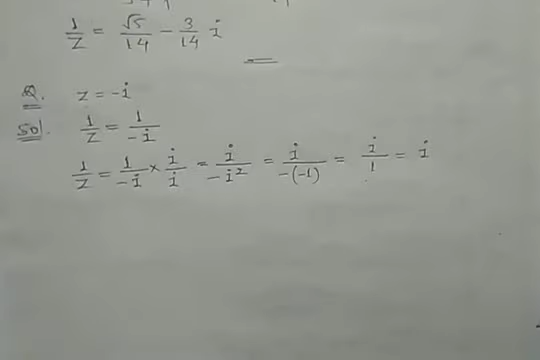 1/z = √5/14 - 3/14 i
Q. z = -i
Sol. 1/z = 1/-i
1/z = 1/-i × i/i = i/-i² = i/-(-1) = i/1 = i